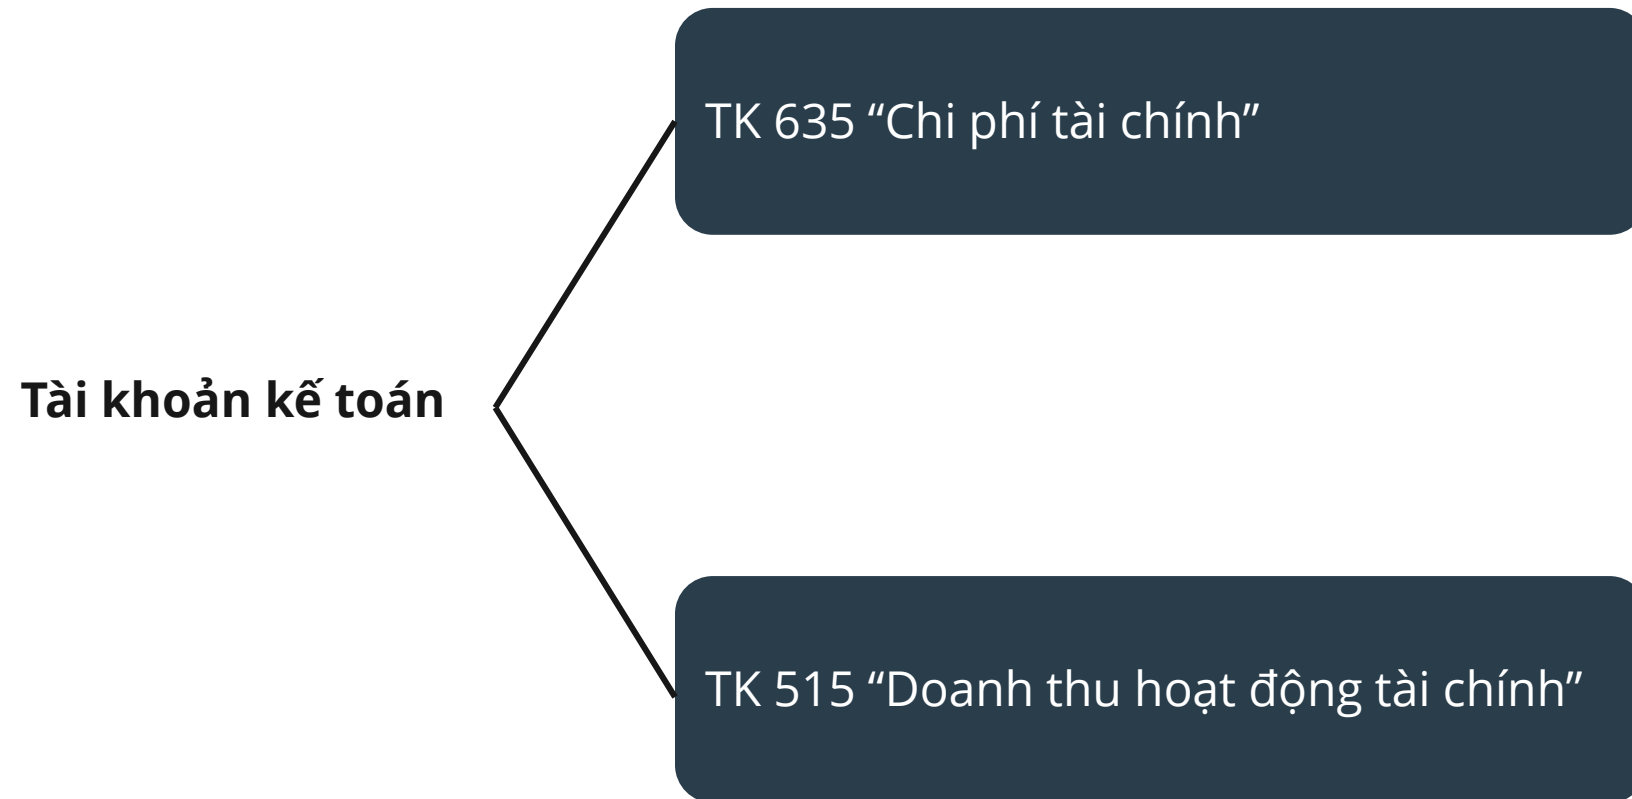 TK 635 “Chi phí tài chính”
Tài khoản kế toán
TK 515 “Doanh thu hoạt động tài chính”